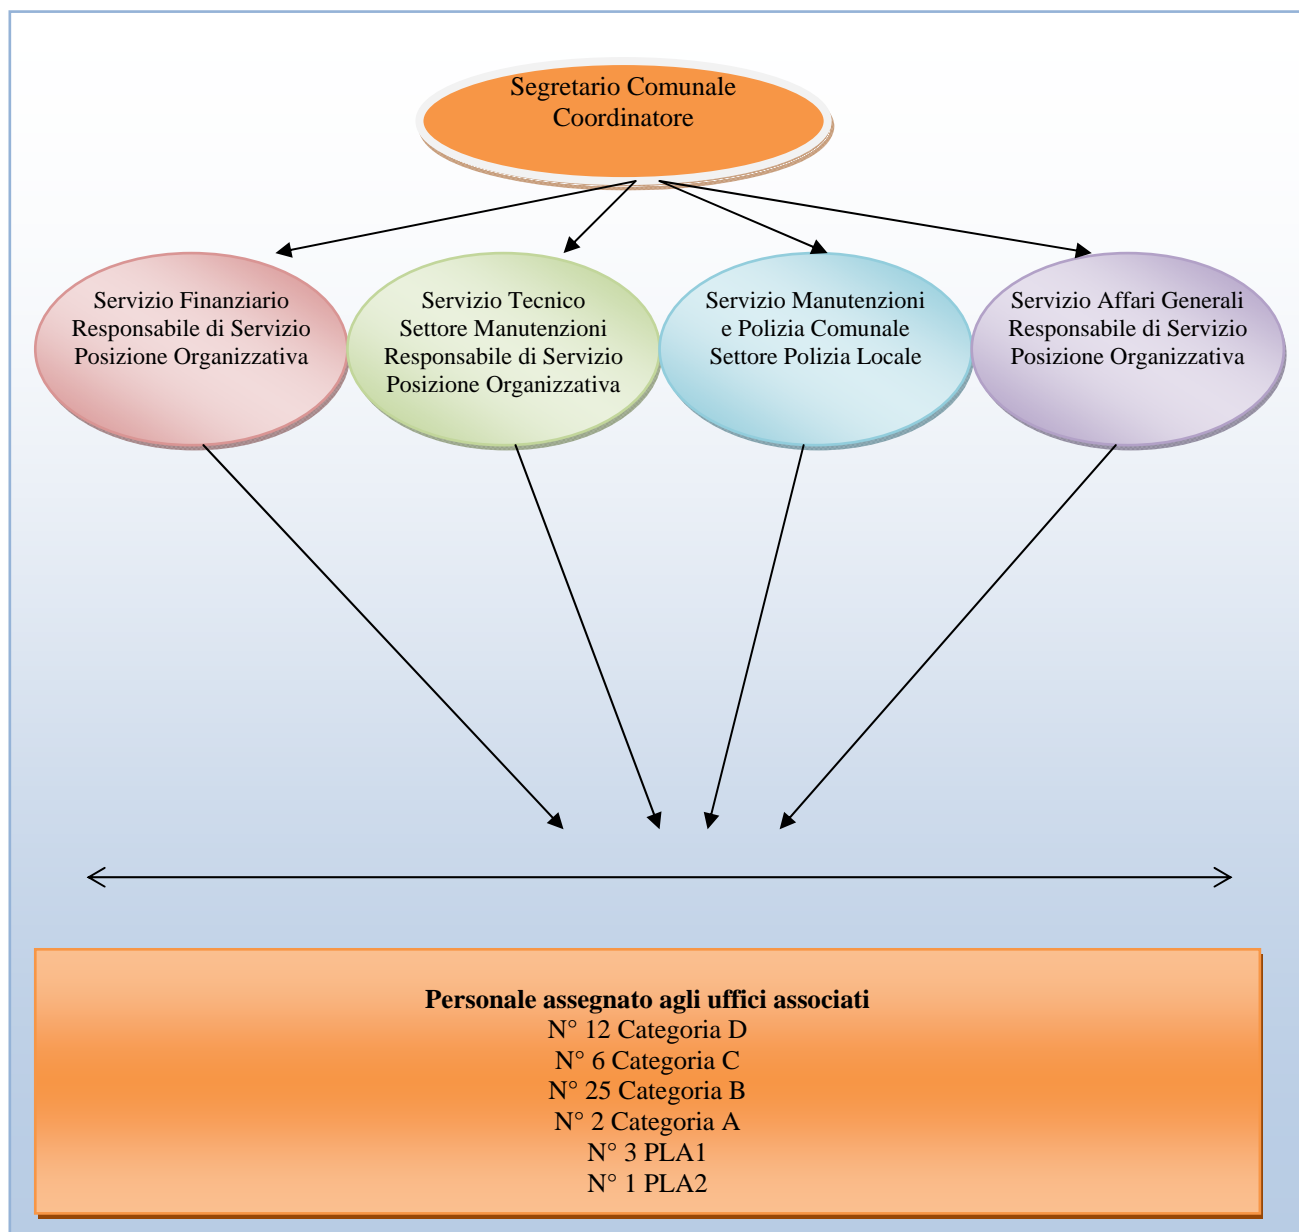 Segretario Comunale
Coordinatore
Servizio Finanziario
Responsabile di Servizio
Posizione Organizzativa
Servizio Tecnico
Settore Manutenzioni
Responsabile di Servizio
Posizione Organizzativa
Servizio Manutenzioni
e Polizia Comunale
Settore Polizia Locale
Servizio Affari Generali
Responsabile di Servizio
Posizione Organizzativa
Personale assegnato agli uffici associati
N° 12 Categoria D
N° 6 Categoria C
N° 25 Categoria B
N° 2 Categoria A
N° 3 PLA1
N° 1 PLA2